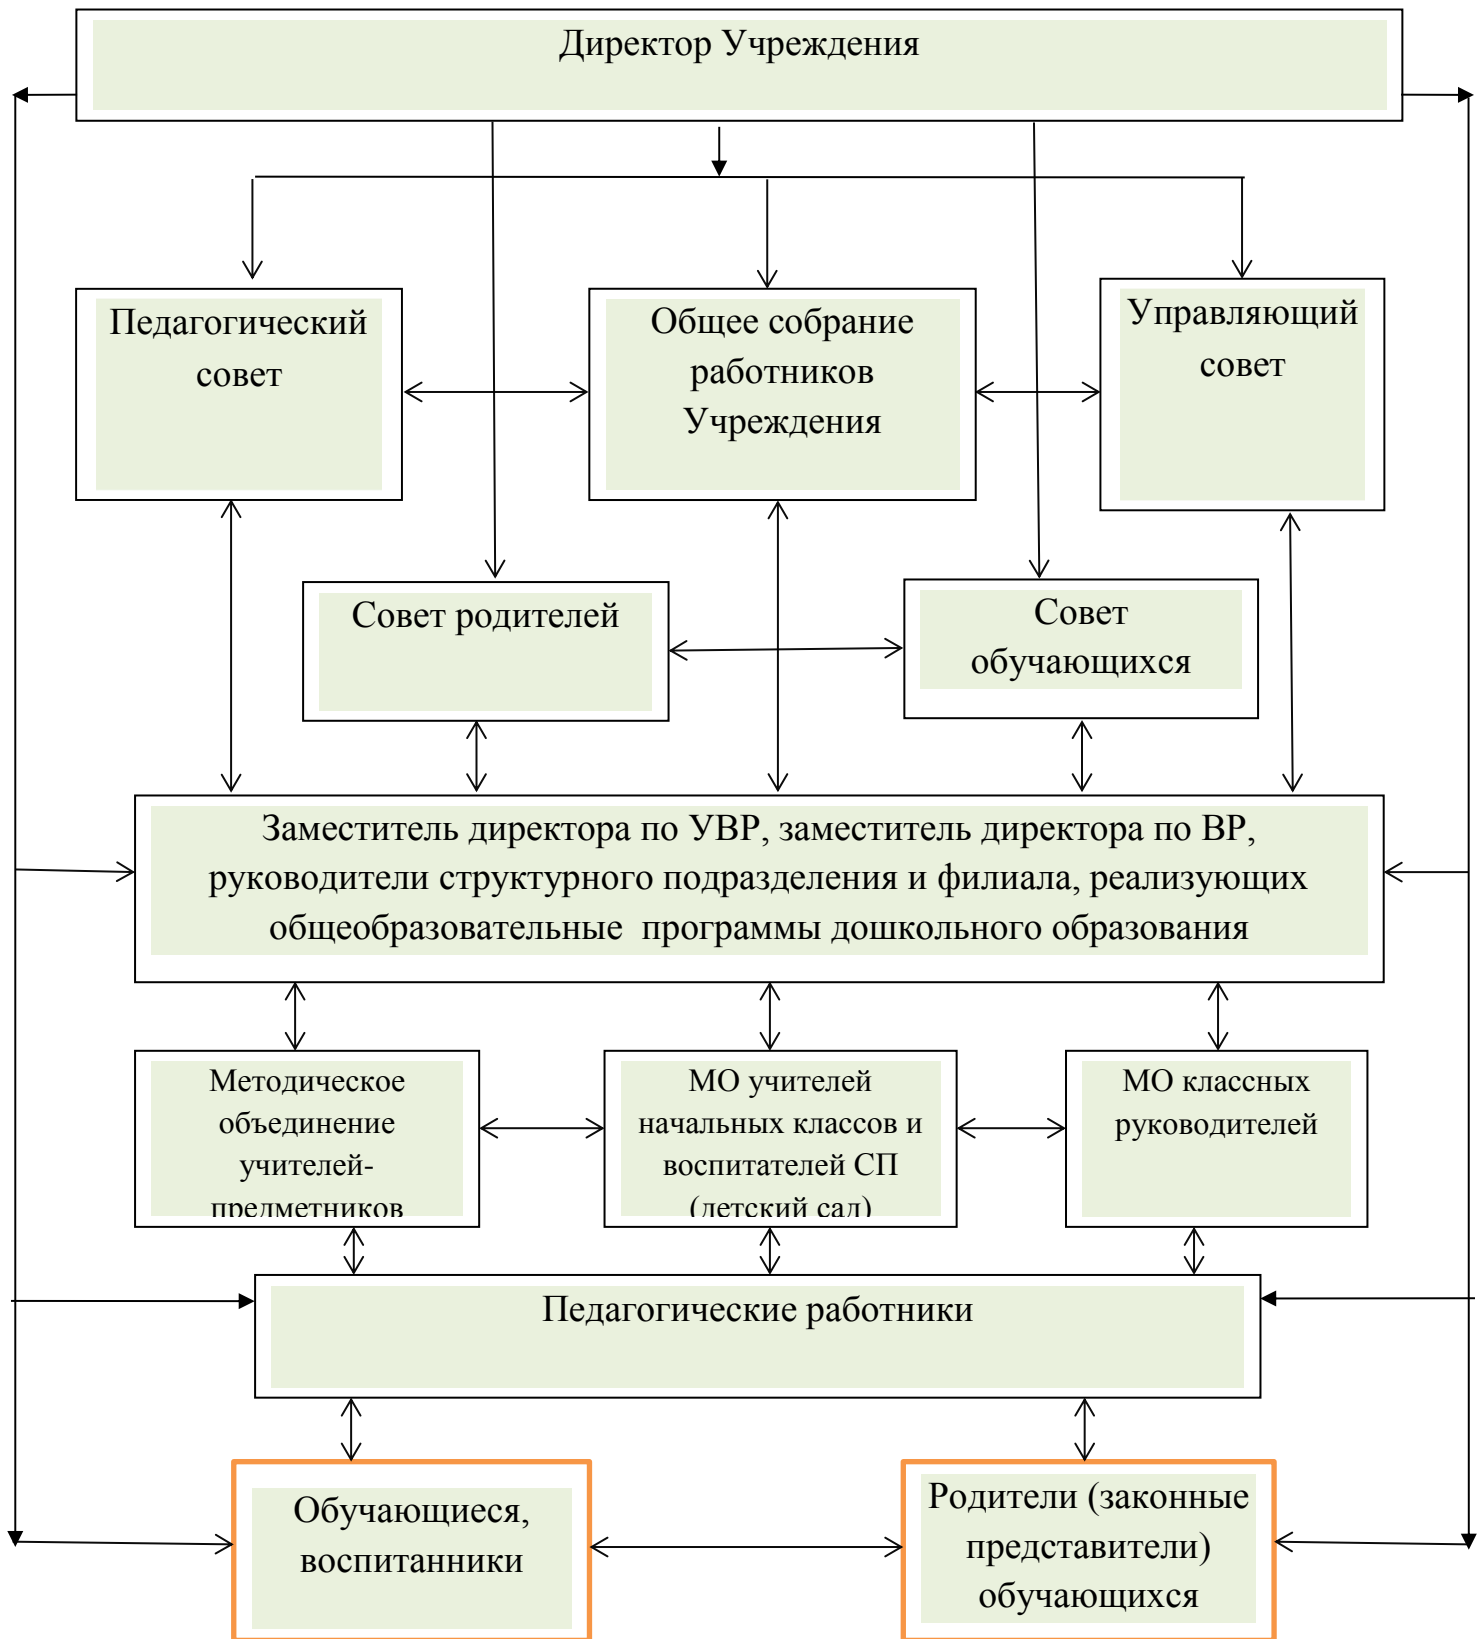 Директор Учреждения
Педагогический
совет
Общее собрание
работников
Учреждения
Управляющий
совет
Совет родителей
Совет
обучающихся
Заместитель директора по УВР, заместитель директора по ВР,
руководители структурного подразделения и филиала, реализующих
общеобразовательные программы дошкольного образования
Методическое
объединение
учителей-
предметников
МО учителей
начальных классов и
воспитателей СП
(детский сад)
МО классных
руководителей
Педагогические работники
Обучающиеся,
воспитанники
Родители (законные
представители)
обучающихся